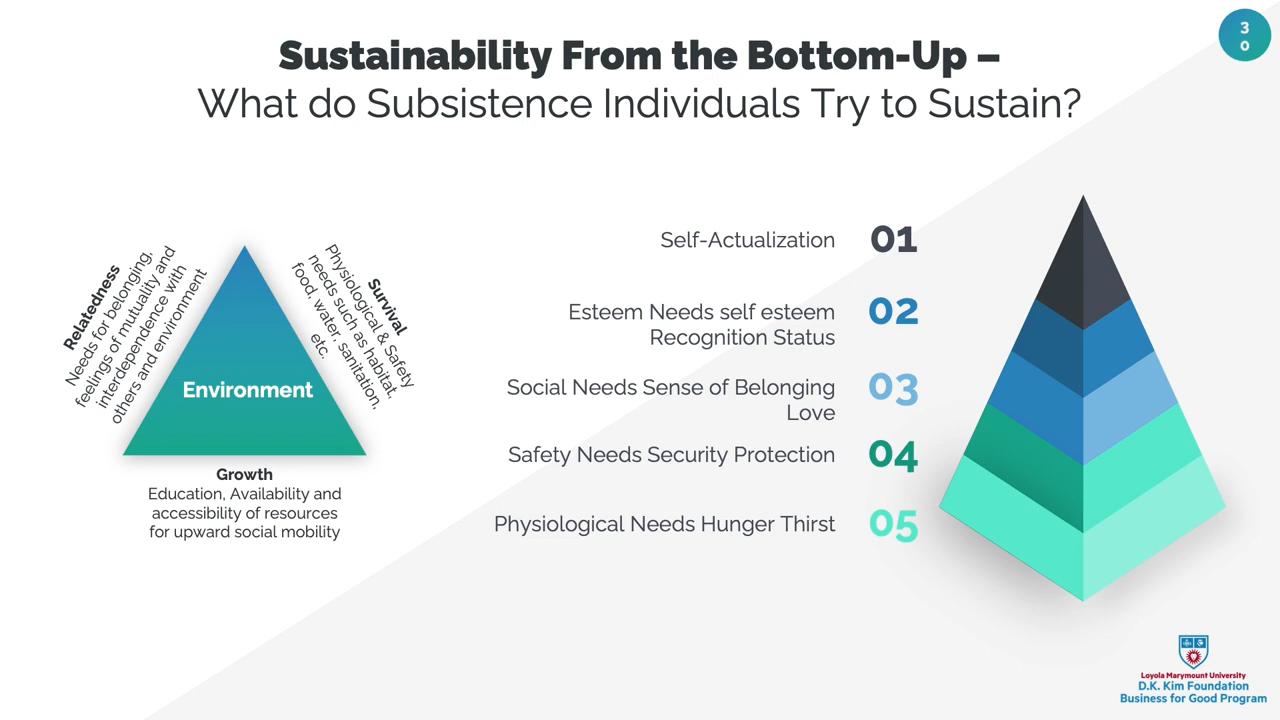 3
0
Sustainability From the Bottom-Up –
What do Subsistence Individuals Try to Sustain?
Relatedness
Needs for belonging,
feelings of mutuality and
interdependence with
others and environment
Survival
Physiological & Safety
needs such as habitat,
food, water, sanitation,
etc.
Environment
Growth
Education, Availability and
accessibility of resources
for upward social mobility
Self-Actualization 01
Esteem Needs self esteem 02
Recognition Status
Social Needs Sense of Belonging 03
Love
Safety Needs Security Protection 04
Physiological Needs Hunger Thirst 05
Loyola Marymount University
D.K. Kim Foundation
Business for Good Program